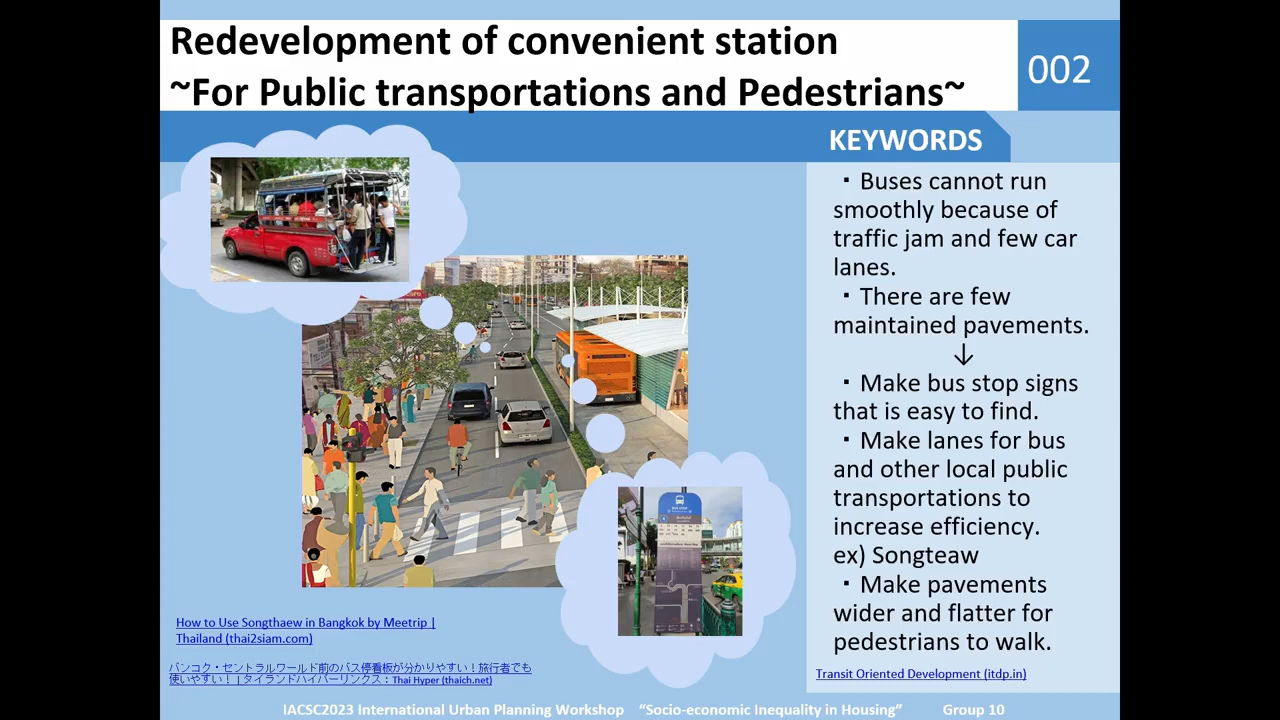 Redevelopment of convenient station
~For Public transportations and Pedestrians~
002
KEYWORDS
・Buses cannot run
smoothly because of
traffic jam and few car
lanes.
・There are few
maintained pavements.
↓
・Make bus stop signs
that is easy to find.
・Make lanes for bus
and other local public
transportations to
increase efficiency.
ex) Songteaw
・Make pavements
wider and flatter for
pedestrians to walk.
How to Use Songthaew in Bangkok by Meetrip |
Thailand (thai2siam.com)
バンコク・セントラルワールド前のバス停看板が分かりやすい！旅行者でも
使いやすい！ | タイランドハイパーリンクス：Thai Hyper (thaich.net)
Transit Oriented Development (itdp.in)
IACSC2023 International Urban Planning Workshop “Socio-economic Inequality in Housing” Group 10